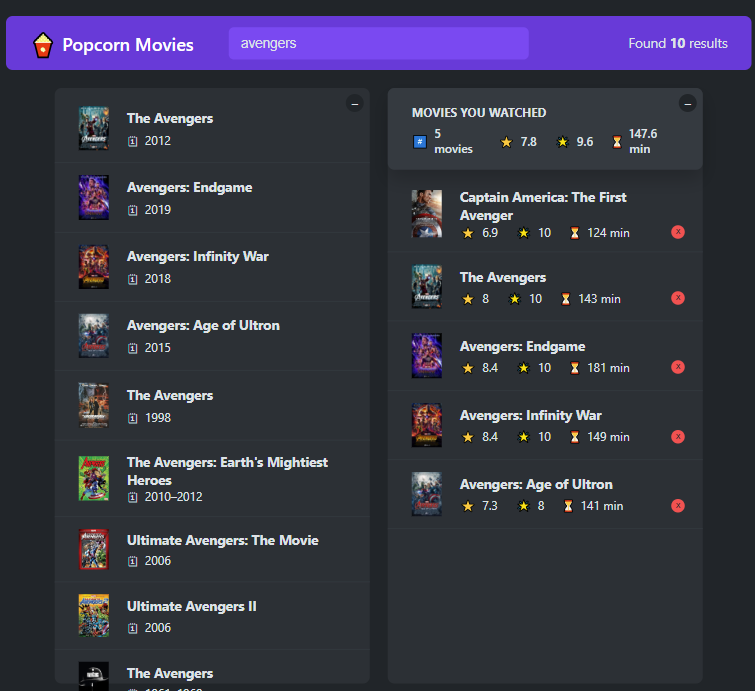 Popcorn Movies
avengers
Found 10 results
–
The Avengers
2012
Avengers: Endgame
2019
Avengers: Infinity War
2018
Avengers: Age of Ultron
2015
The Avengers
1998
The Avengers: Earth's Mightiest
Heroes
2010–2012
Ultimate Avengers: The Movie
2006
Ultimate Avengers II
2006
The Avengers
–
MOVIES YOU WATCHED
# 5 movies 7.8 9.6 147.6 min
Captain America: The First
Avenger
6.9 10 124 min X
The Avengers
8 10 143 min X
Avengers: Endgame
8.4 10 181 min X
Avengers: Infinity War
8.4 10 149 min X
Avengers: Age of Ultron
7.3 8 141 min X